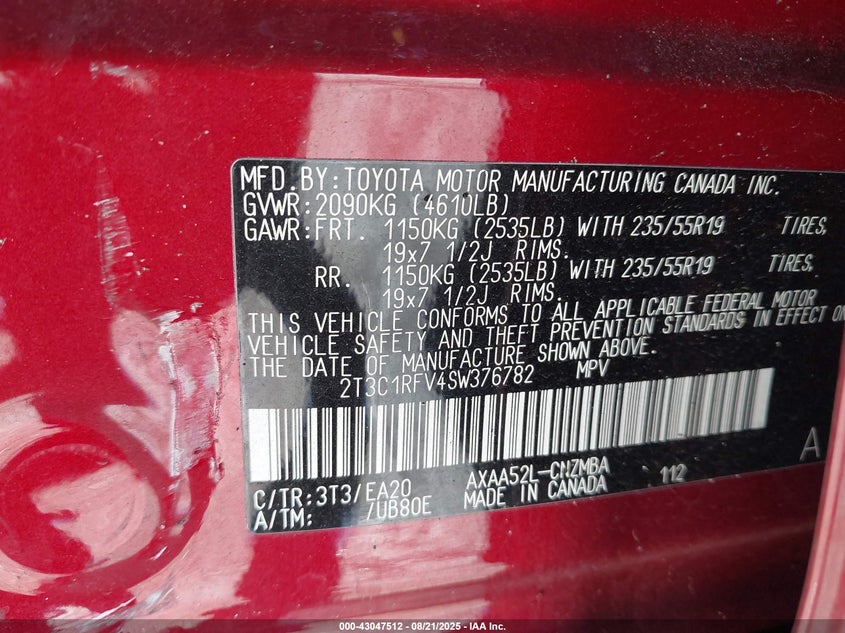 MFD.BY:TOYOTA MOTOR MANUFACTURING CANADA INC.
GVWR:2090KG (4610LB)
GAWR:FRT. 1150KG (2535LB) WITH 235/55R19 TIRES,
19x7 1/2J RIMS.
RR. 1150KG (2535LB) WITH 235/55R19 TIRES,
19x7 1/2J RIMS.
THIS VEHICLE CONFORMS TO ALL APPLICABLE FEDERAL MOTOR
VEHICLE SAFETY AND THEFT PREVENTION STANDARDS IN EFFECT ON
THE DATE OF MANUFACTURE SHOWN ABOVE.
2T3C1RFV4SW376782 MPV
A
C/TR:3T3/EA20 AXAA52L-CNZMBA 112
A/TM: /UB80E MADE IN CANADA
000-43047512 - 08/21/2025 - IAA Inc.